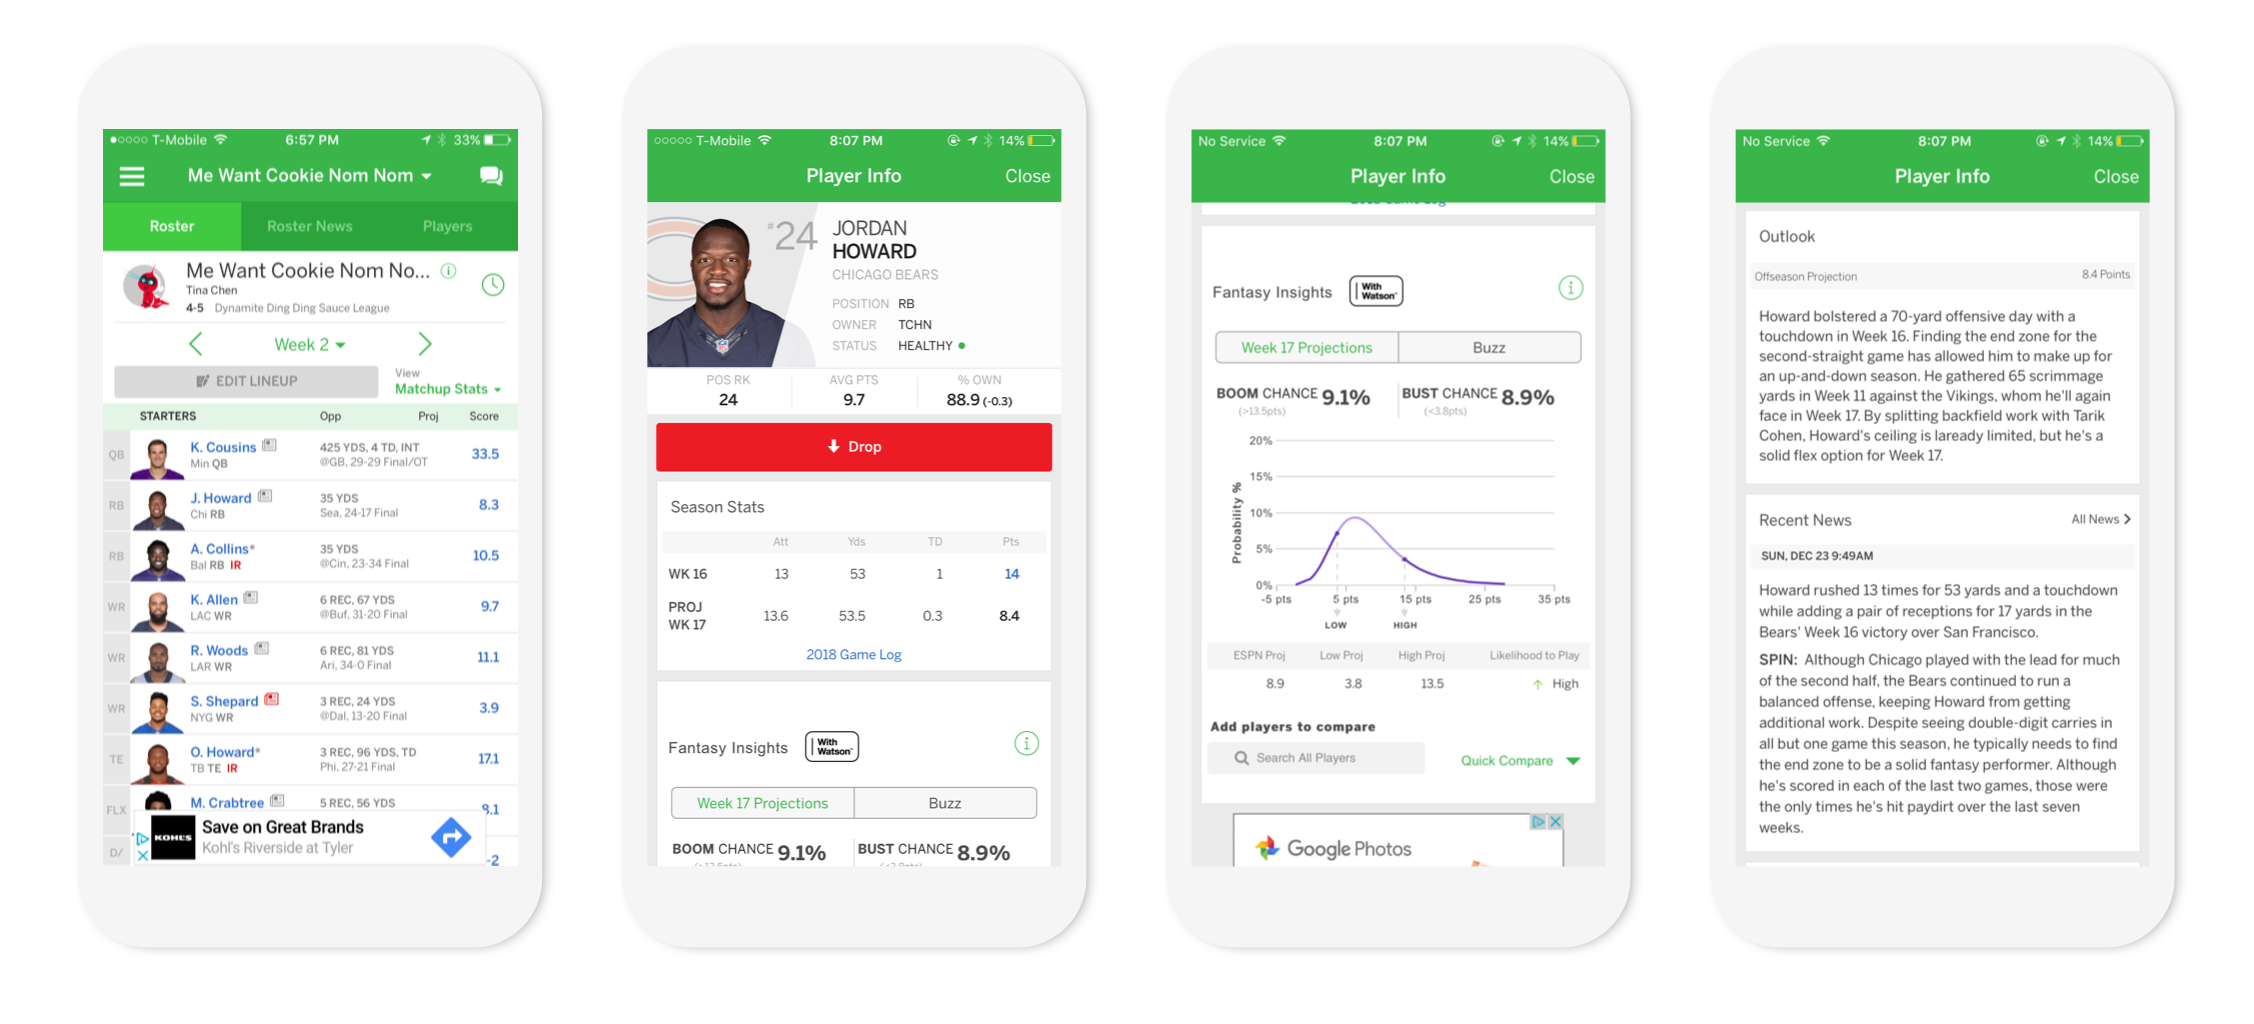 T-Mobile 6:57 PM 33%
Me Want Cookie Nom Nom
Roster Roster News Players
Me Want Cookie Nom No...
Tina Chen
4-5 Dynamite Ding Ding Sauce League
Week 2
EDIT LINEUP
View
Matchup Stats
STARTERS Opp Proj Score
QB K. Cousins 425 YDS, 4 TD, INT 33.5
Min QB @GB, 29-29 Final/OT
RB J. Howard 35 YDS 8.3
Chi RB Sea, 24-17 Final
RB A. Collins* 35 YDS 10.5
Bal RB IR @Cin, 23-34 Final
WR K. Allen 6 REC, 67 YDS 9.7
LAC WR @Buf, 31-20 Final
WR R. Woods 6 REC, 81 YDS 11.1
LAR WR Ari, 34-0 Final
WR S. Shepard 3 REC, 24 YDS 3.9
NYG WR @Dal, 13-20 Final
TE O. Howard* 3 REC, 96 YDS, TD 17.1
TB TE IR Phi, 27-21 Final
FLX M. Crabtree 5 REC, 56 YDS 8.1
KOHL'S Save on Great Brands
Kohl's Riverside at Tyler
D/ -2
T-Mobile 8:07 PM 14%
Player Info Close
#24 JORDAN
HOWARD
CHICAGO BEARS
POSITION RB
OWNER TCHN
STATUS HEALTHY
POS RK AVG PTS % OWN
24 9.7 88.9 (-0.3)
Drop
Season Stats
Att Yds TD Pts
WK 16 13 53 1 14
PROJ
WK 17 13.6 53.5 0.3 8.4
2018 Game Log
Fantasy Insights With
Watson
Week 17 Projections Buzz
BOOM CHANCE 9.1% BUST CHANCE 8.9%
No Service 8:07 PM 14%
Player Info Close
2018 Game Log
Fantasy Insights With
Watson
Week 17 Projections Buzz
BOOM CHANCE 9.1% BUST CHANCE 8.9%
(>13.5pts) (<3.8pts)
Probability %
20%
15%
10%
5%
0%
-5 pts 5 pts 15 pts 25 pts 35 pts
LOW HIGH
ESPN Proj Low Proj High Proj Likelihood to Play
8.9 3.8 13.5 High
Add players to compare
Search All Players Quick Compare
Google Photos
No Service 8:07 PM 14%
Player Info Close
Outlook
Offseason Projection 8.4 Points
Howard bolstered a 70-yard offensive day with a
touchdown in Week 16. Finding the end zone for the
second-straight game has allowed him to make up for
an up-and-down season. He gathered 65 scrimmage
yards in Week 11 against the Vikings, whom he'll again
face in Week 17. By splitting backfield work with Tarik
Cohen, Howard's ceiling is laready limited, but he's a
solid flex option for Week 17.
Recent News All News
SUN, DEC 23 9:49AM
Howard rushed 13 times for 53 yards and a touchdown
while adding a pair of receptions for 17 yards in the
Bears' Week 16 victory over San Francisco.
SPIN: Although Chicago played with the lead for much
of the second half, the Bears continued to run a
balanced offense, keeping Howard from getting
additional work. Despite seeing double-digit carries in
all but one game this season, he typically needs to find
the end zone to be a solid fantasy performer. Although
he's scored in each of the last two games, those were
the only times he's hit paydirt over the last seven
weeks.